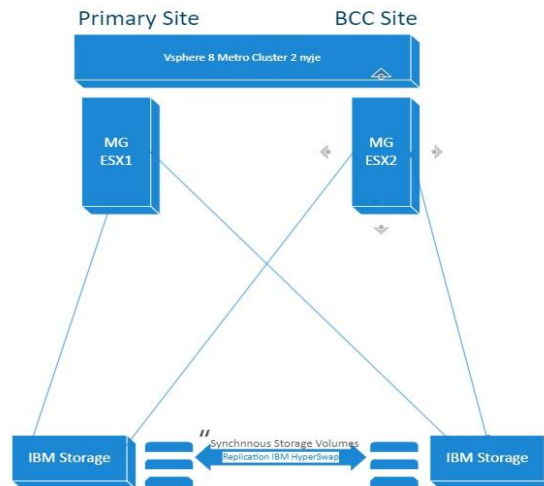 Primary Site
BCC Site
Vsphere 8 Metro Cluster 2 nyje
MG
ESX1
MG
ESX2
"
Synchnnous Storage Volumes
Replication IBM HyperSwap
IBM Storage
IBM Storage